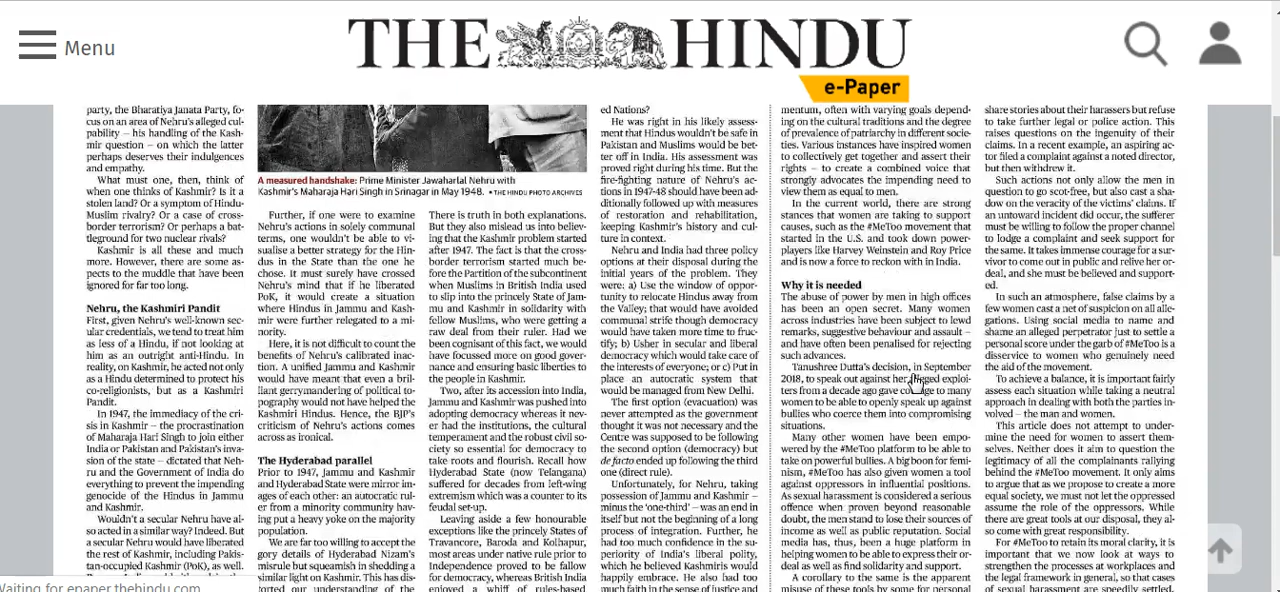 Menu
THE HINDU
e-Paper
party, the Bharatiya Janata Party, fo-
cus on an area of Nehru's alleged cul-
pability – his handling of the Kash-
mir question – on which the latter
perhaps deserves their indulgences
and empathy.
What must one, then, think of
when one thinks of Kashmir? Is it a
stolen land? Or a symbol of Hindu-
Muslim rivalry? Or a case of cross-
border terrorism? Or perhaps a bat-
tleground for two nuclear rivals?
Kashmir is all these and much
more. However, there are some as-
pects to the muddle that have been
ignored for far too long.
Nehru, the Kashmiri Pandit
First, given Nehru's well-known sec-
ular credentials, we tend to treat him
as less of a Hindu, if not looking at
him as an outright anti-Hindu. In
reality, on Kashmir, he acted not only
as a Hindu determined to protect his
co-religionists, but as a Kashmiri
Pandit.
In 1947, the immediacy of the cri-
sis in Kashmir – the procrastination
of Maharaja Hari Singh to join either
India or Pakistan and Pakistan's inva-
sion of the state – dictated that Neh-
ru and the Government of India do
everything to prevent the impending
genocide of the Hindus in Jammu
and Kashmir.
Wouldn't a secular Nehru have al-
so acted in a similar way? Indeed. But
a secular Nehru would have liberated
the rest of Kashmir, including Pakis-
tan-occupied Kashmir (PoK), as well.
A measured handshake: Prime Minister Jawaharlal Nehru with
Kashmir's Maharaja Hari Singh in Srinagar in May 1948. • THE HINDU PHOTO ARCHIVES
Further, if one were to examine
Nehru's actions in solely communal
terms, one wouldn't be able to vi-
sualise a better strategy for the Hin-
dus in the State than the one he
chose. It must surely have crossed
Nehru's mind that if he liberated
PoK, it would create a situation
where Hindus in Jammu and Kash-
mir were further relegated to a mi-
nority.
Here, it is not difficult to count the
benefits of Nehru's calibrated inac-
tion. A unified Jammu and Kashmir
would have meant that even a bril-
liant gerrymandering of political to-
pography would not have helped the
Kashmiri Hindus. Hence, the BJP's
criticism of Nehru's actions comes
across as ironical.
The Hyderabad parallel
Prior to 1947, Jammu and Kashmir
and Hyderabad State were mirror im-
ages of each other: an autocratic rul-
er from a minority community hav-
ing put a heavy yoke on the majority
population.
We are far too willing to accept the
gory details of Hyderabad Nizam's
misrule but squeamish in shedding a
similar light on Kashmir. This has dis-
torted our understanding of the
There is truth in both explanations.
But they also mislead us into believ-
ing that the Kashmir problem started
after 1947. The fact is that the cross-
border terrorism started much be-
fore the Partition of the subcontinent
when Muslims in British India used
to slip into the princely State of Jam-
mu and Kashmir in solidarity with
fellow Muslims, who were getting a
raw deal from their ruler. Had we
been cognisant of this fact, we would
have focussed more on good gover-
nance and ensuring basic liberties to
the people in Kashmir.
Two, after its accession into India,
Jammu and Kashmir was pushed into
adopting democracy whereas it nev-
er had the institutions, the cultural
temperament and the robust civil so-
ciety so essential for democracy to
take roots and flourish. Recall how
Hyderabad State (now Telangana)
suffered for decades from left-wing
extremism which was a counter to its
feudal set-up.
Leaving aside a few honourable
exceptions like the princely States of
Travancore, Baroda and Kolhapur,
most areas under native rule prior to
Independence proved to be fallow
for democracy, whereas British India
enjoyed a whiff of rules-based
ed Nations?
He was right in his likely assess-
ment that Hindus wouldn't be safe in
Pakistan and Muslims would be bet-
ter off in India. His assessment was
proved right during his time. But the
fire-fighting nature of Nehru's ac-
tions in 1947-48 should have been ad-
ditionally followed up with measures
of restoration and rehabilitation,
keeping Kashmir's history and cul-
ture in context.
Nehru and India had three policy
options at their disposal during the
initial years of the problem. They
were: a) Use the window of oppor-
tunity to relocate Hindus away from
the Valley; that would have avoided
communal strife though democracy
would have taken more time to fruc-
tify; b) Usher in secular and liberal
democracy which would take care of
the interests of everyone; or c) Put in
place an autocratic system that
would be managed from New Delhi.
The first option (evacuation) was
never attempted as the government
thought it was not necessary and the
Centre was supposed to be following
the second option (democracy) but
de facto ended up following the third
one (direct rule).
Unfortunately, for Nehru, taking
possession of Jammu and Kashmir –
minus the 'one-third' – was an end in
itself but not the beginning of a long
process of integration. Further, he
had too much confidence in the su-
periority of India's liberal polity,
which he believed Kashmiris would
happily embrace. He also had too
much faith in the sense of justice and
mentum, often with varying goals depend-
ing on the cultural traditions and the degree
of prevalence of patriarchy in different socie-
ties. Various instances have inspired women
to collectively get together and assert their
rights – to create a combined voice that
strongly advocates the impending need to
view them as equal to men.
In the current world, there are strong
stances that women are taking to support
causes, such as the #MeToo movement that
started in the U.S. and took down power-
players like Harvey Weinstein and Roy Price
and is now a force to reckon with in India.
Why it is needed
The abuse of power by men in high offices
has been an open secret. Many women
across industries have been subject to lewd
remarks, suggestive behaviour and assault –
and have often been penalised for rejecting
such advances.
Tanushree Dutta's decision, in September
2018, to speak out against her exploi-
ters from a decade ago gave to many
women to be able to openly speak up against
bullies who coerce them into compromising
situations.
Many other women have been empo-
wered by the #MeToo platform to be able to
take on powerful bullies. A big boon for femi-
nism, #MeToo has also given women a tool
against oppressors in influential positions.
As sexual harassment is considered a serious
offence when proven beyond reasonable
doubt, the men stand to lose their sources of
income as well as public reputation. Social
media has, thus, been a huge platform in
helping women to be able to express their or-
deal as well as find solidarity and support.
A corollary to the same is the apparent
misuse of these tools by some for personal
share stories about their harassers but refuse
to take further legal or police action. This
raises questions on the ingenuity of their
claims. In a recent example, an aspiring ac-
tor filed a complaint against a noted director,
but then withdrew it.
Such actions not only allow the men in
question to go scot-free, but also cast a sha-
dow on the veracity of the victims' claims. If
an untoward incident did occur, the sufferer
must be willing to follow the proper channel
to lodge a complaint and seek support for
the same. It takes immense courage for a sur-
vivor to come out in public and relive her or-
deal, and she must be believed and support-
ed.
In such an atmosphere, false claims by a
few women cast a net of suspicion on all alle-
gations. Using social media to name and
shame an alleged perpetrator just to settle a
personal score under the garb of #MeToo is a
disservice to women who genuinely need
the aid of the movement.
To achieve a balance, it is important fairly
assess each situation while taking a neutral
approach in dealing with both the parties in-
volved – the man and women.
This article does not attempt to under-
mine the need for women to assert them-
selves. Neither does it aim to question the
legitimacy of all the complainants rallying
behind the #MeToo movement. It only aims
to argue that as we propose to create a more
equal society, we must not let the oppressed
assume the role of the oppressors. While
there are great tools at our disposal, they al-
so come with great responsibility.
For #MeToo to retain its moral clarity, it is
important that we now look at ways to
strengthen the processes at workplaces and
the legal framework in general, so that cases
of sexual harassment are speedily settled.
Waiting for epaper.thehindu.com